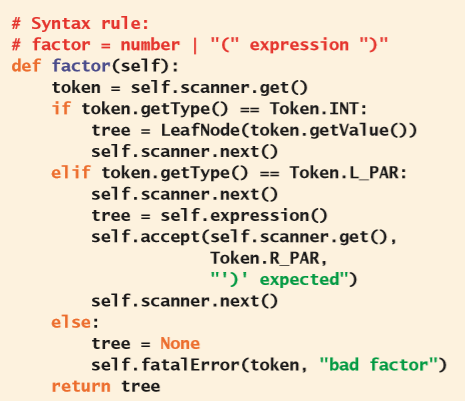 # Syntax rule:
# factor = number | "(" expression ")"
def factor(self):
    token = self.scanner.get()
    if token.getType() == Token.INT:
        tree = LeafNode(token.getValue())
        self.scanner.next()
    elif token.getType() == Token.L_PAR:
        self.scanner.next()
        tree = self.expression()
        self.accept(self.scanner.get(),
                    Token.R_PAR,
                    "')' expected")
        self.scanner.next()
    else:
        tree = None
        self.fatalError(token, "bad factor")
    return tree